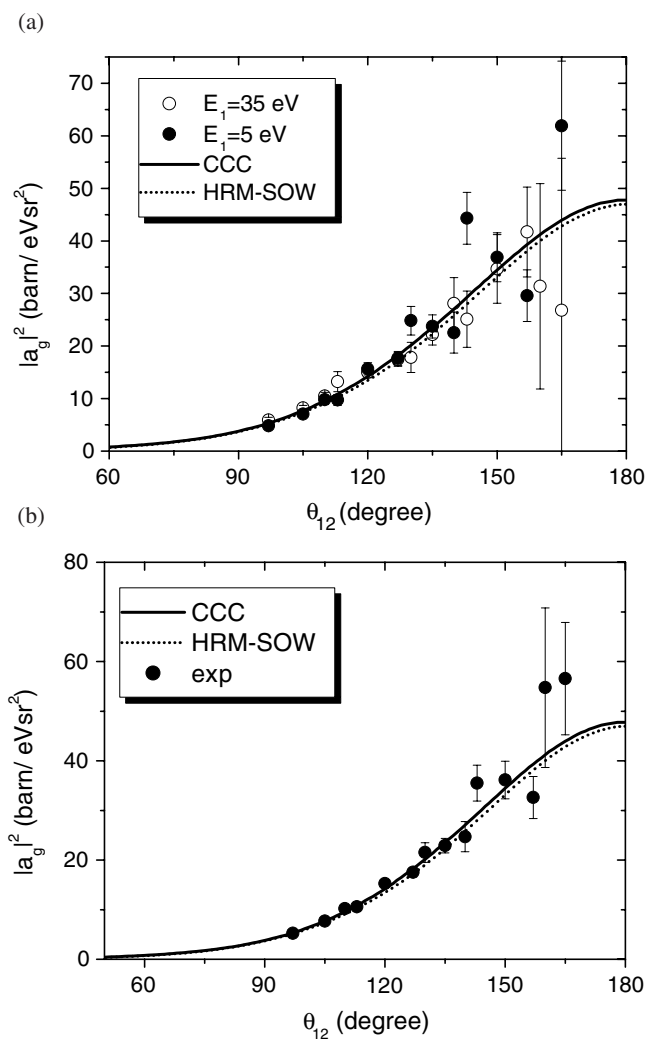 (a)
|a_g|² (barn/ eVsr²)
70
60
50
40
30
20
10
0
E₁=35 eV
E₁=5 eV
CCC
HRM-SOW
60 90 120 150 180
θ₁₂ (degree)
(b)
|a_g|² (barn/ eVsr²)
80
60
40
20
0
CCC
HRM-SOW
exp
60 90 120 150 180
θ₁₂ (degree)